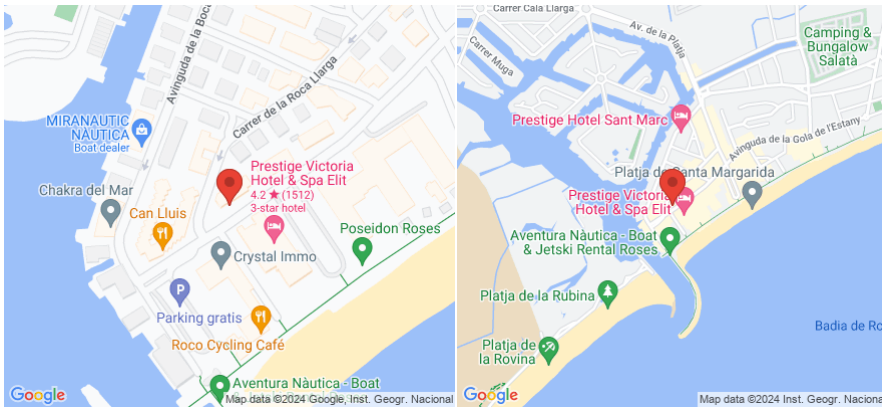 Avinguda de la Boca
Carrer de la Roca Llarga
MIRANAUTIC
NÀUTICA
Boat dealer
Prestige Victoria
Hotel & Spa Elit
4.2 ★ (1512)
3-star hotel
Chakra del Mar
Can Lluis
Poseidon Roses
Crystal Immo
Parking gratis
Roco Cycling Café
Aventura Nàutica - Boat
Google
Map data ©2024 Google, Inst. Geogr. Nacional
Carrer Cala Llarga
Av. de la Platja
Carrer Muga
Camping &
Bungalow
Salatà
Prestige Hotel Sant Marc
Avinguda de la Gola de l'Estany
Platja de Santa Margarida
Prestige Victoria
Hotel & Spa Elit
Aventura Nàutica - Boat
& Jetski Rental Roses
Platja de la Rubina
Badia de Ro
Platja de
la Rovina
Google
Map data ©2024 Inst. Geogr. Nacional